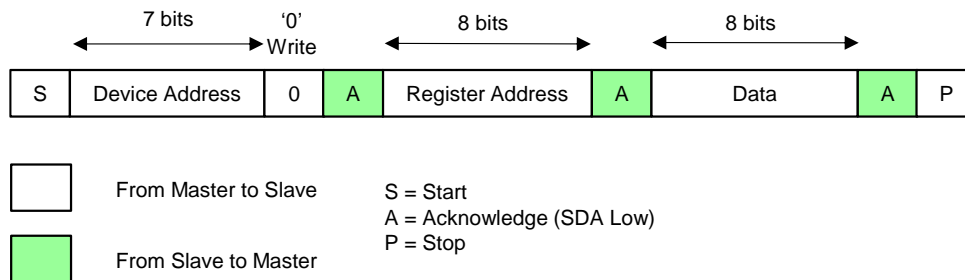 7 bits
‘0’
Write
8 bits
8 bits
S Device Address 0 A Register Address A Data A P
From Master to Slave
S = Start
A = Acknowledge (SDA Low)
P = Stop
From Slave to Master